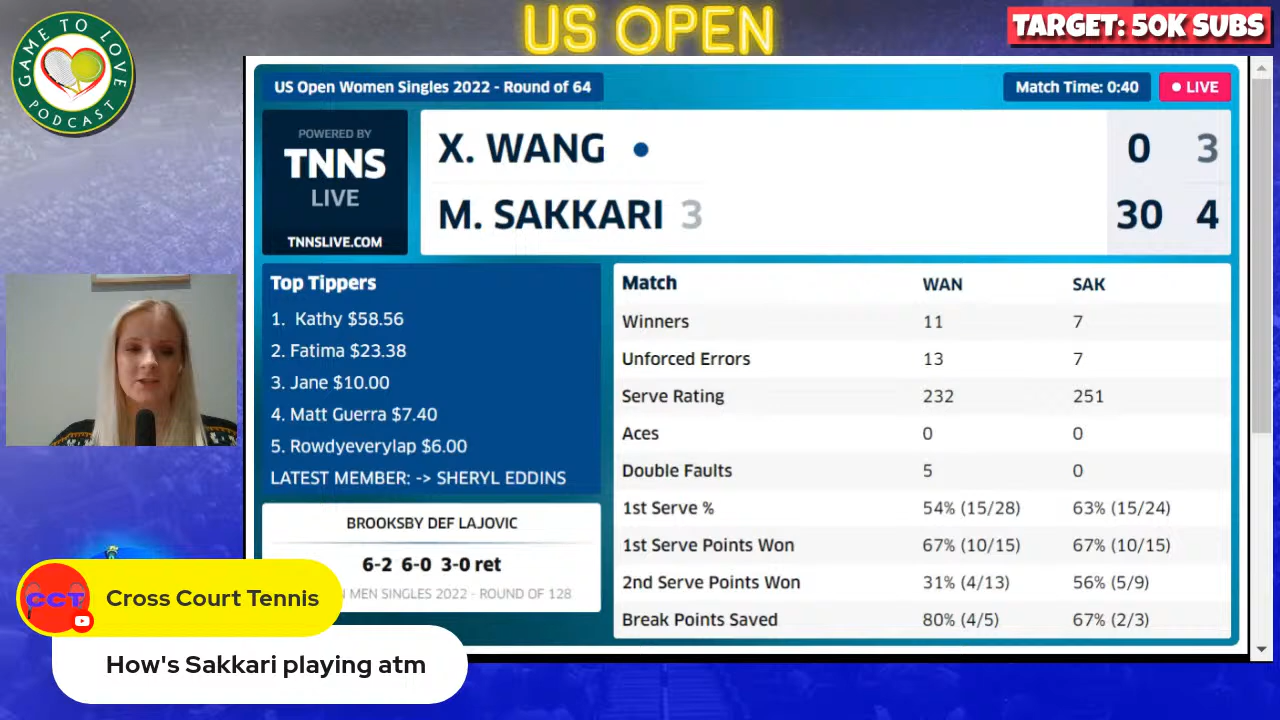 GAME TO LOVE
PODCAST
US OPEN
TARGET: 50K SUBS
US Open Women Singles 2022 - Round of 64
Match Time: 0:40
LIVE
POWERED BY
TNNS
LIVE
TNNSLIVE.COM
X. WANG 0 3
M. SAKKARI 3 30 4
Top Tippers
1. Kathy $58.56
2. Fatima $23.38
3. Jane $10.00
4. Matt Guerra $7.40
5. Rowdyeverylap $6.00
LATEST MEMBER: -> SHERYL EDDINS
BROOKSBY DEF LAJOVIC
6-2 6-0 3-0 ret
MEN SINGLES 2022 - ROUND OF 128
Match WAN SAK
Winners 11 7
Unforced Errors 13 7
Serve Rating 232 251
Aces 0 0
Double Faults 5 0
1st Serve % 54% (15/28) 63% (15/24)
1st Serve Points Won 67% (10/15) 67% (10/15)
2nd Serve Points Won 31% (4/13) 56% (5/9)
Break Points Saved 80% (4/5) 67% (2/3)
CCT
Cross Court Tennis
How's Sakkari playing atm